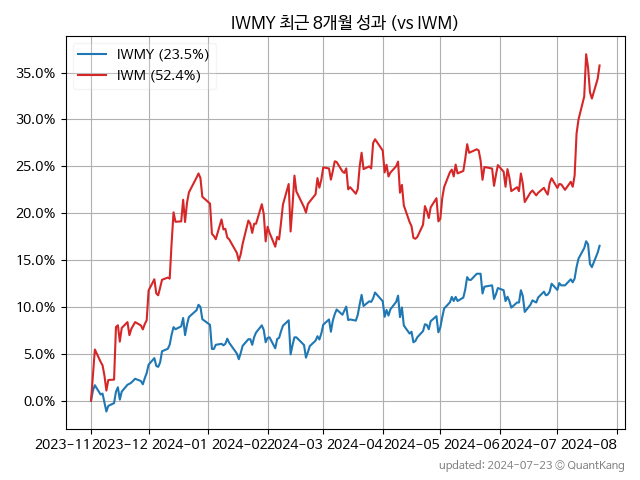 IWMY 최근 8개월 성과 (vs IWM)
IWMY (23.5%)
IWM (52.4%)
35.0%
30.0%
25.0%
20.0%
15.0%
10.0%
5.0%
0.0%
2023-11 2023-12 2024-01 2024-02 2024-03 2024-04 2024-05 2024-06 2024-07 2024-08
updated: 2024-07-23 © QuantKang